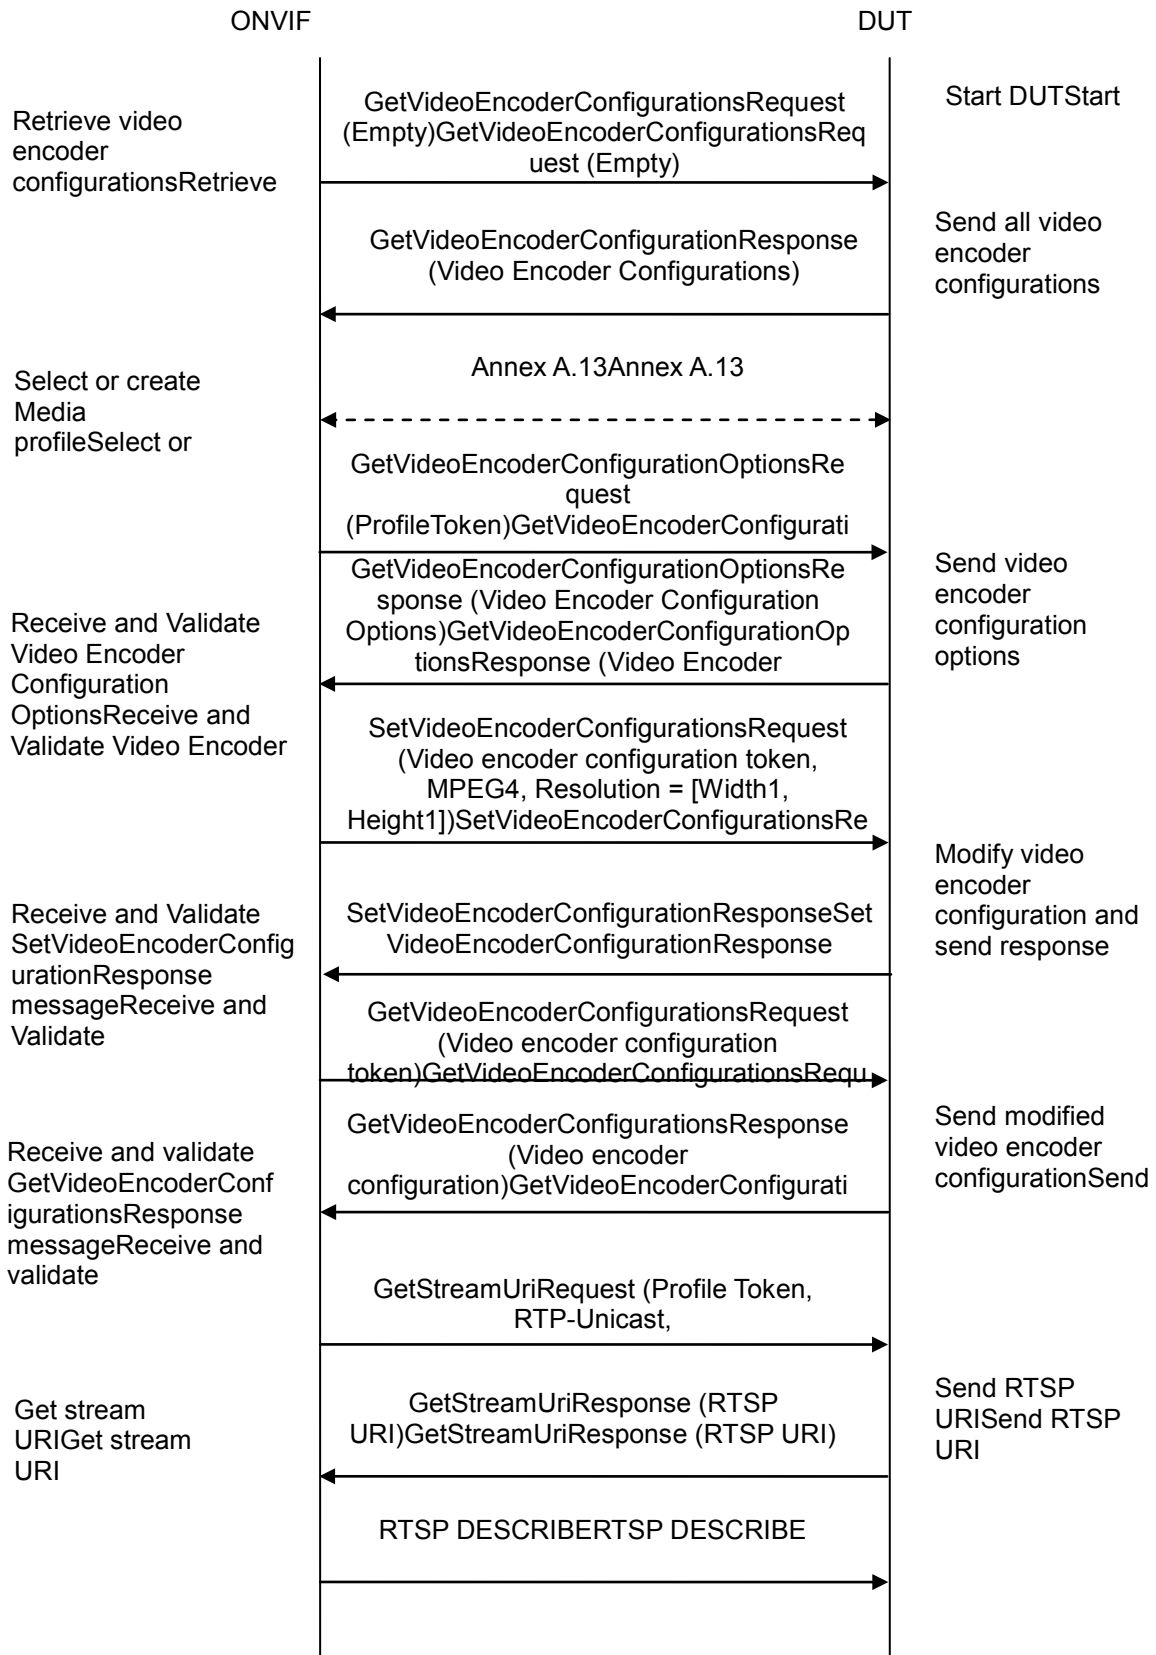 ONVIF
DUT
Start DUTStart
Retrieve video
encoder
configurationsRetrieve
GetVideoEncoderConfigurationsRequest
(Empty)GetVideoEncoderConfigurationsReq
uest (Empty)
Send all video
encoder
configurations
GetVideoEncoderConfigurationResponse
(Video Encoder Configurations)
Select or create
Media
profileSelect or
Annex A.13Annex A.13
GetVideoEncoderConfigurationOptionsRe
quest
(ProfileToken)GetVideoEncoderConfigurati
Send video
encoder
configuration
options
GetVideoEncoderConfigurationOptionsRe
sponse (Video Encoder Configuration
Options)GetVideoEncoderConfigurationOp
tionsResponse (Video Encoder
Receive and Validate
Video Encoder
Configuration
OptionsReceive and
Validate Video Encoder
SetVideoEncoderConfigurationsRequest
(Video encoder configuration token,
MPEG4, Resolution = [Width1,
Height1])SetVideoEncoderConfigurationsRe
Modify video
encoder
configuration and
send response
Receive and Validate
SetVideoEncoderConfig
urationResponse
messageReceive and
Validate
SetVideoEncoderConfigurationResponseSet
VideoEncoderConfigurationResponse
GetVideoEncoderConfigurationsRequest
(Video encoder configuration
token)GetVideoEncoderConfigurationsRequ
Send modified
video encoder
configurationSend
GetVideoEncoderConfigurationsResponse
(Video encoder
configuration)GetVideoEncoderConfigurati
Receive and validate
GetVideoEncoderConf
igurationsResponse
messageReceive and
validate
GetStreamUriRequest (Profile Token,
RTP-Unicast,
Send RTSP
URISend RTSP
URI
Get stream
URIGet stream
URI
GetStreamUriResponse (RTSP
URI)GetStreamUriResponse (RTSP URI)
RTSP DESCRIBERTSP DESCRIBE